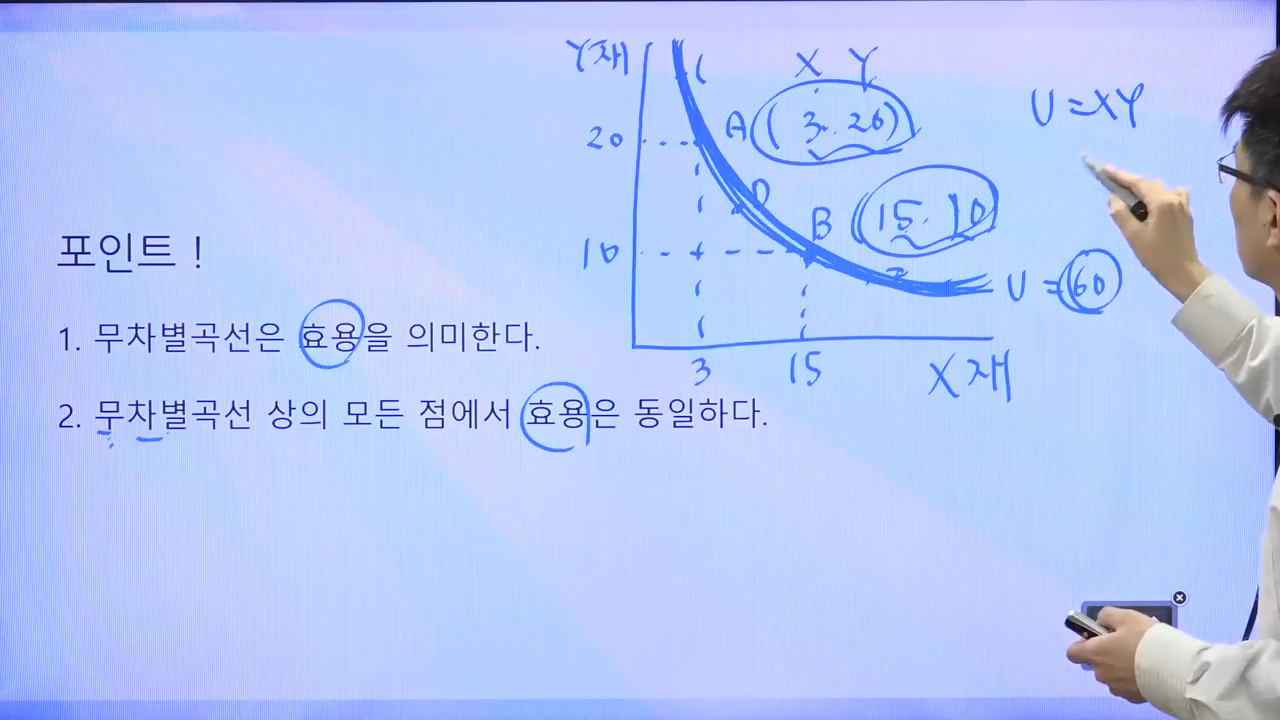 포인트 !
1. 무차별곡선은 효용을 의미한다.
2. 무차별곡선 상의 모든 점에서 효용은 동일하다.
Y재
20
10
3
15
X재
X Y
A (3. 20)
D
B (15. 10)
U = 60
U = XY